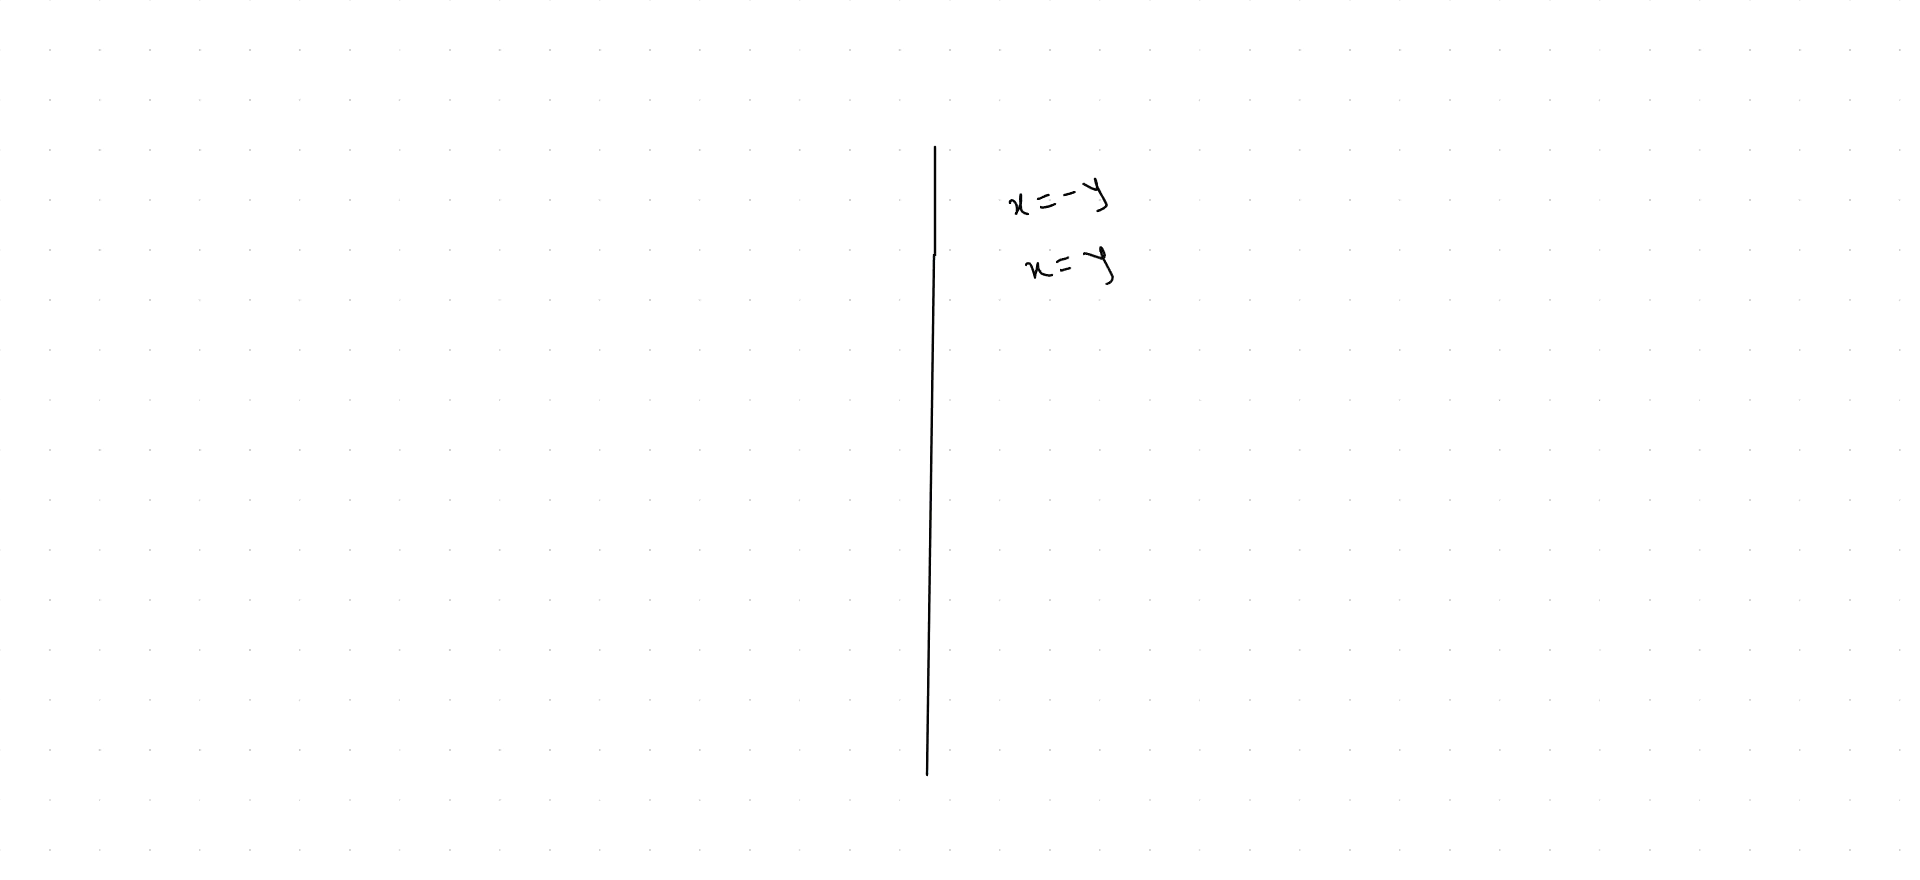 x = - y
x = y